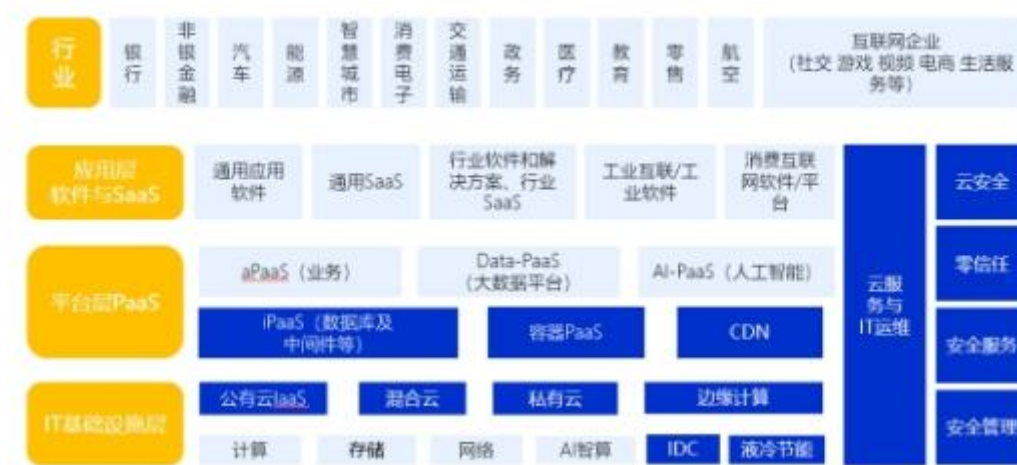 行业
银行
非银金融
汽车
能源
智慧城市
消费电子
交通运输
政务
医疗
教育
零售
航空
互联网企业
(社交 游戏 视频 电商 生活服
务等)
应用层
软件与SaaS
通用应用
软件
通用SaaS
行业软件和解
决方案、行业
SaaS
工业互联/工
业软件
消费互联
网软件/平
台
平台层PaaS
aPaaS（业务）
Data-PaaS
(大数据平台)
AI-PaaS（人工智能）
iPaaS（数据库及
中间件等）
容器PaaS
CDN
IT基础设施层
公有云IaaS
混合云
私有云
边缘计算
计算
存储
网络
AI智算
IDC
液冷节能
云服
务与
IT运维
云安全
零信任
安全服务
安全管理